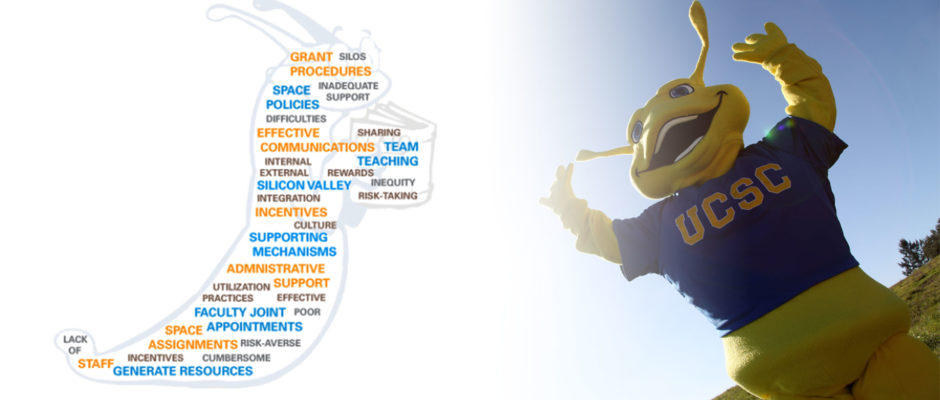 GRANT SILOS
PROCEDURES
SPACE INADEQUATE
POLICIES SUPPORT
DIFFICULTIES
EFFECTIVE SHARING
COMMUNICATIONS TEAM
INTERNAL TEACHING
EXTERNAL REWARDS
SILICON VALLEY INEQUITY
INTEGRATION RISK-TAKING
INCENTIVES
CULTURE
SUPPORTING
MECHANISMS
ADMNISTRATIVE
UTILIZATION SUPPORT
PRACTICES EFFECTIVE
FACULTY JOINT POOR
SPACE APPOINTMENTS
LACK ASSIGNMENTS RISK-AVERSE
OF
STAFF INCENTIVES CUMBERSOME
GENERATE RESOURCES
UCSC